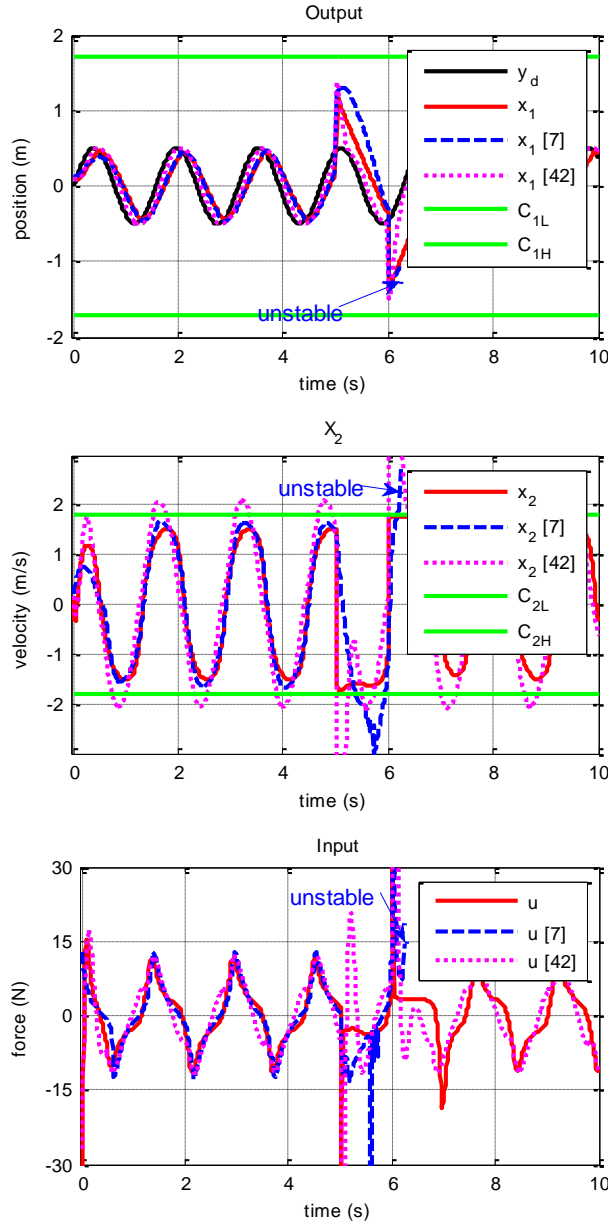 Output
position (m)
2
1
0
-1
-2
y_d
x_1
x_1 [7]
x_1 [42]
C_1L
C_1H
unstable
0 2 4 6 8 10
time (s)
X_2
velocity (m/s)
2
1
0
-1
-2
unstable
x_2
x_2 [7]
x_2 [42]
C_2L
C_2H
0 2 4 6 8 10
time (s)
Input
force (N)
30
15
0
-15
-30
unstable
u
u [7]
u [42]
0 2 4 6 8 10
time (s)